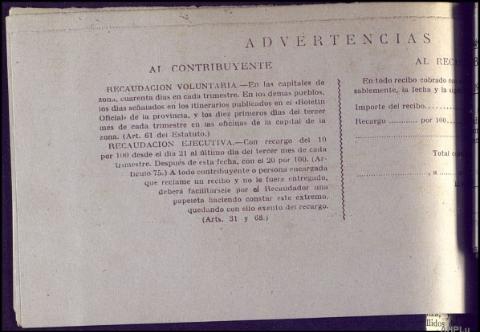 ADVERTENCIAS
AL CONTRIBUYENTE
RECAUDACION VOLUNTARIA.—En las capitales de
zona, cuarenta días en cada trimestre. En los demas pueblos,
los días señalados en los itinerarios publicados en el «Boletín
Oficial» de la provincia, y los diez primeros días del tercer
mes de cada trimestre en las oficinas de la capital de la
zona. (Art. 61 del Estatuto.)
RECAUDACION EJECUTIVA.—Con recargo del 10
por 100 desde el día 21 al último día del tercer mes de cada
trimestre. Después de esta fecha, con el 20 por 100. (Ar-
tículo 75.) A todo contribuyente o persona encargada
que reclame un recibo y no le fuera entregado,
deberá facilitársele por el Recaudador una
papeleta haciendo constar este extremo,
quedando con ello exento del recargo.
(Arts. 31 y 68.)
AL REC
En todo recibo cobrado
sablemente, la fecha y la
Importe del recibo
Recargo .......... por 100
Total
llidos